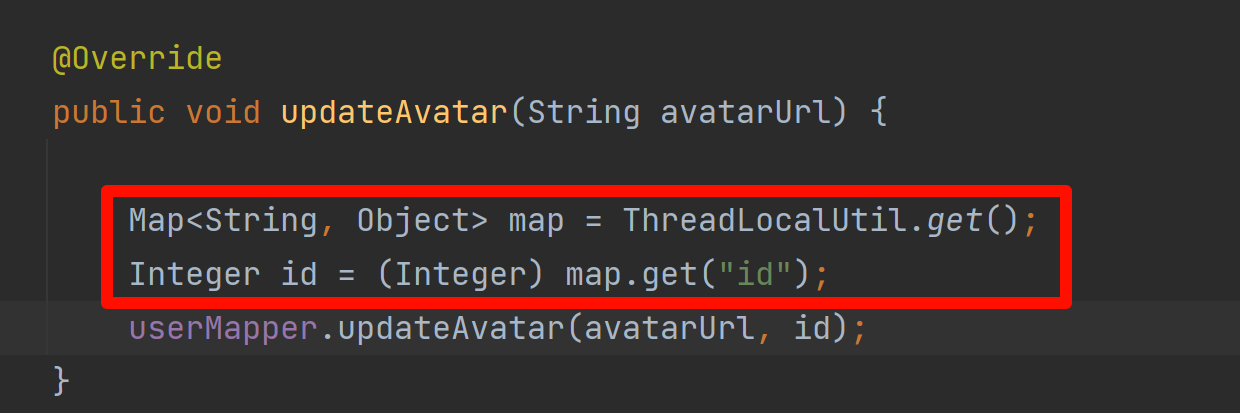 @Override
public void updateAvatar(String avatarUrl) {
Map<String, Object> map = ThreadLocalUtil.get();
Integer id = (Integer) map.get("id");
userMapper.updateAvatar(avatarUrl, id);
}